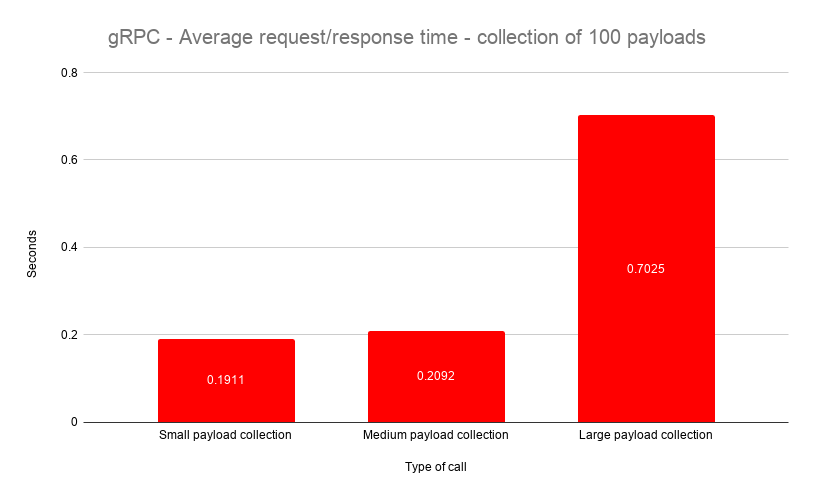 gRPC - Average request/response time - collection of 100 payloads
0.8
0.6
0.4
0.2
0
Seconds
0.1911
0.2092
0.7025
Small payload collection
Medium payload collection
Large payload collection
Type of call